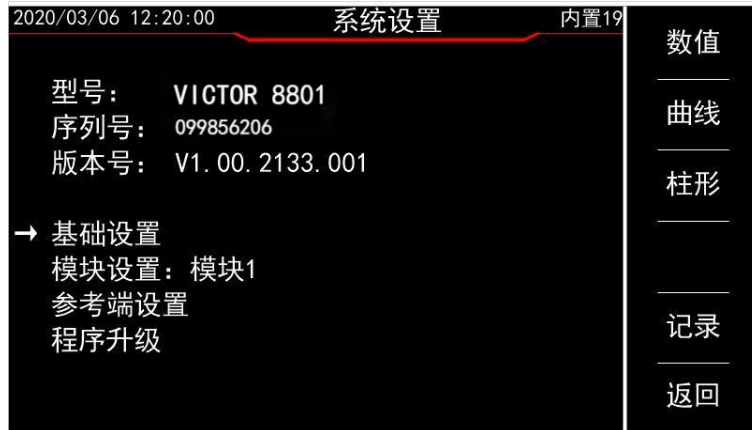 2020/03/06 12:20:00 系统设置 内置19
型号： VICTOR 8801
序列号： 099856206
版本号： V1.00.2133.001
→ 基础设置
模块设置：模块1
参考端设置
程序升级
数值
曲线
柱形
记录
返回